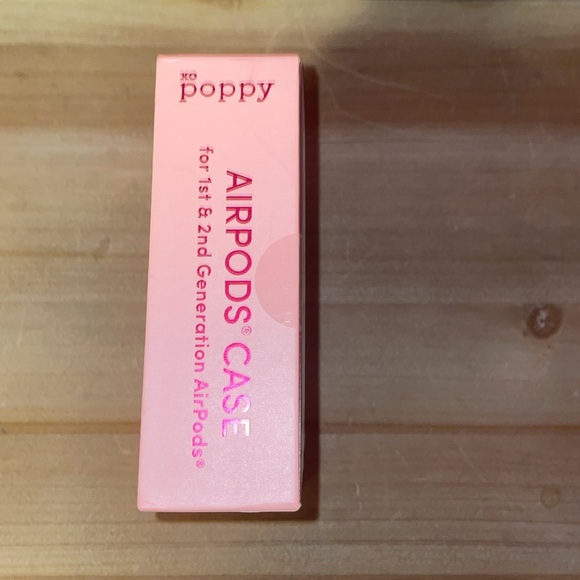 xo
poppy
AIRPODS® CASE
for 1st & 2nd Generation AirPods®